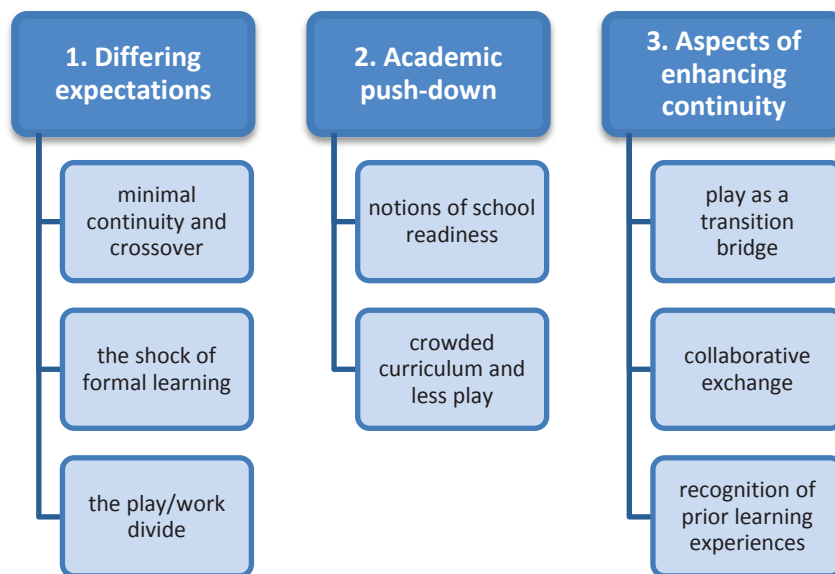 1. Differing
expectations
minimal
continuity and
crossover
the shock of
formal learning
the play/work
divide
2. Academic
push-down
notions of school
readiness
crowded
curriculum and
less play
3. Aspects of
enhancing
continuity
play as a
transition
bridge
collaborative
exchange
recognition of
prior learning
experiences